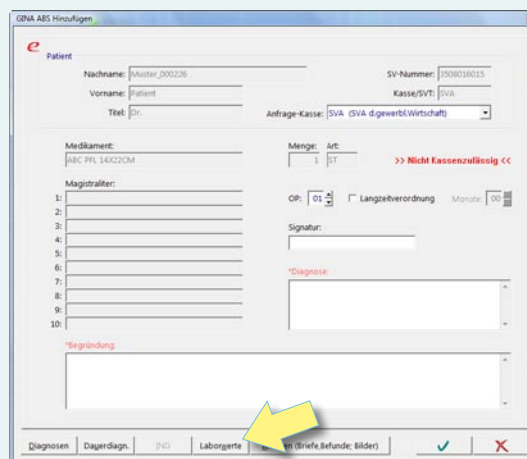 GINA ABS Hinzufügen
e
Patient
Nachname: Muster_000226
SV-Nummer: 3508016015
Vorname: Patient
Kasse/SVT: SVA
Titel: Dr.
Anfrage-Kasse: SVA (SVA d.gewerbl.Wirtschaft)
Medikament:
Menge: Art:
ABC PFL 14X22CM
1 ST
>> Nicht Kassenzulässig <<
Magistraliter:
1:
OP: 01 Langzeitverordnung Monate: 00
2:
3:
Signatur:
4:
5:
6:
*Diagnose:
7:
8:
9:
10:
*Begründung:
Diagnosen Dauerdiagn. IND Laborwerte (Briefe,Befunde; Bilder)